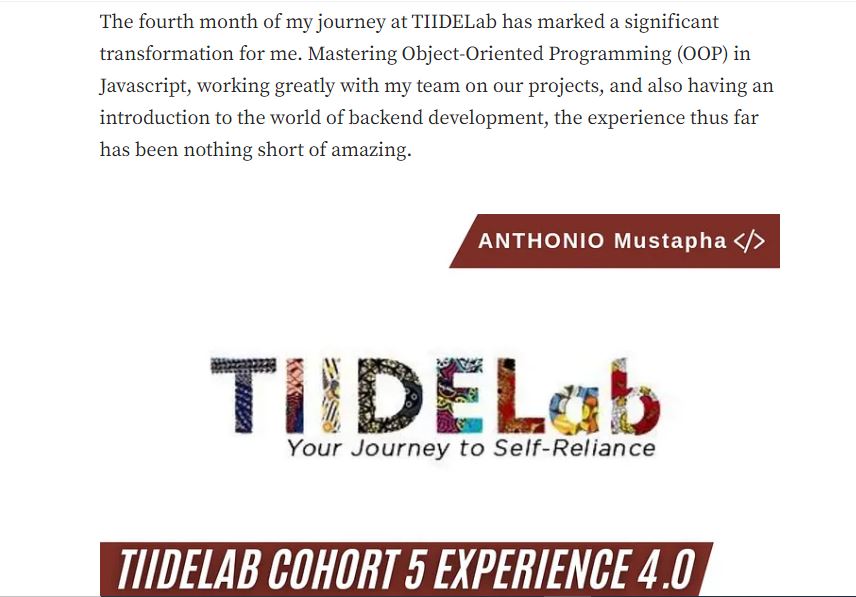 The fourth month of my journey at TIIDELab has marked a significant
transformation for me. Mastering Object-Oriented Programming (OOP) in
Javascript, working greatly with my team on our projects, and also having an
introduction to the world of backend development, the experience thus far
has been nothing short of amazing.
ANTHONIO Mustapha </>
TIIDELab
Your Journey to Self-Reliance
TIIDELAB COHORT 5 EXPERIENCE 4.0